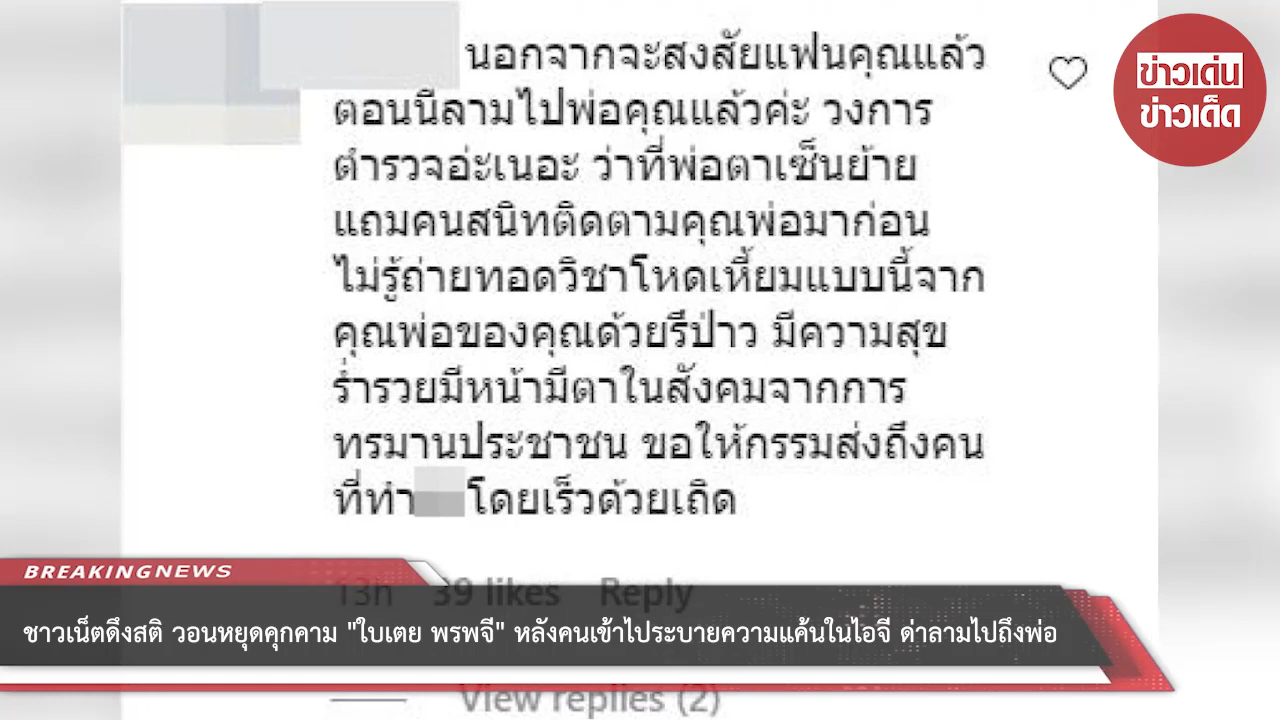 นอกจากจะสงสัยแฟนคุณแล้ว
ตอนนี้ลามไปพ่อคุณแล้วค่ะ วงการ
ตำรวจอ่ะเนอะ ว่าที่พ่อตาเซ็นย้าย
แถมคนสนิทติดตามคุณพ่อมาก่อน
ไม่รู้ถ่ายทอดวิชาโหดเหี้ยมแบบนี้จาก
คุณพ่อของคุณด้วยรึป่าว มีความสุข
ร่ำรวยมีหน้ามีตาในสังคมจากการ
ทรมานประชาชน ขอให้กรรมส่งถึงคน
ที่ทำ โดยเร็วด้วยเถิด
13h 39 likes Reply
View replies (2)
ข่าวเด่น
ข่าวเด็ด
BREAKINGNEWS
ชาวเน็ตดึงสติ วอนหยุดคุกคาม "ใบเตย พรพจี" หลังคนเข้าไประบายความแค้นในไอจี ด่าลามไปถึงพ่อ